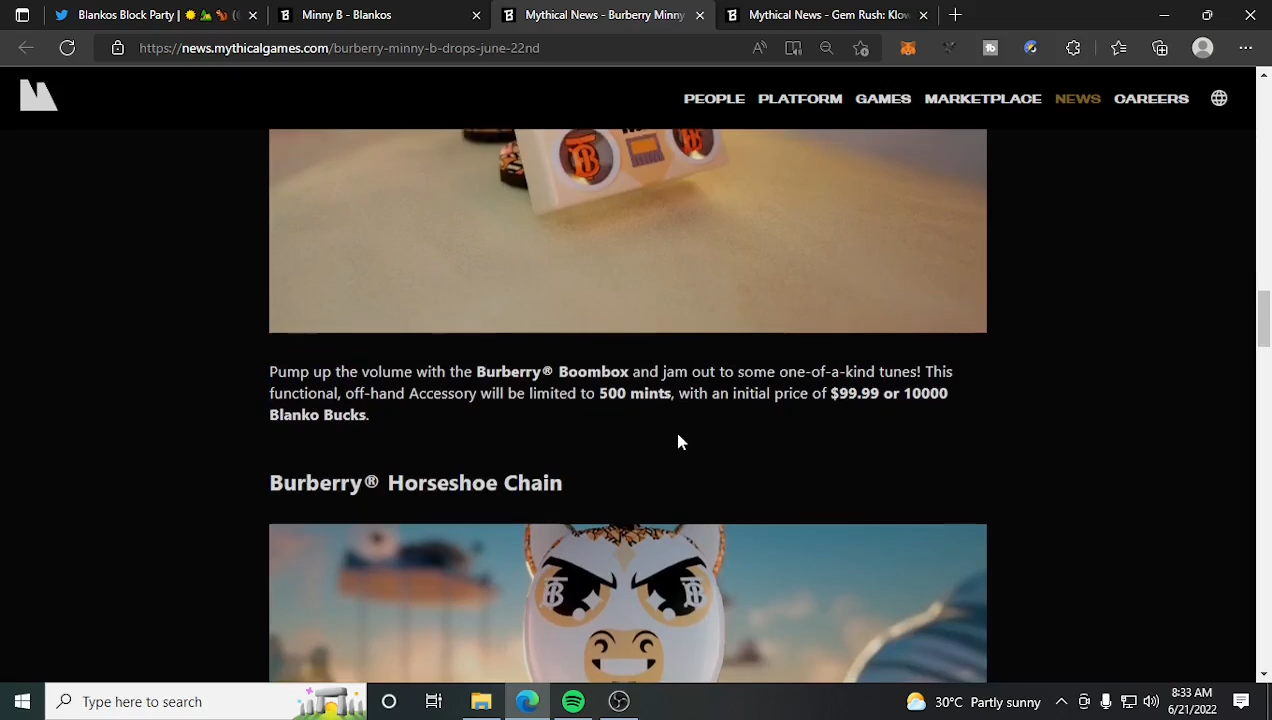 Blankos Block Party |
Minny B - Blankos
Mythical News - Burberry Minny
Mythical News - Gem Rush: Klow
https://news.mythicalgames.com/burberry-minny-b-drops-june-22nd
PEOPLE PLATFORM GAMES MARKETPLACE NEWS CAREERS
Pump up the volume with the Burberry® Boombox and jam out to some one-of-a-kind tunes! This
functional, off-hand Accessory will be limited to 500 mints, with an initial price of $99.99 or 10000
Blanko Bucks.
Burberry® Horseshoe Chain
Type here to search
30°C Partly sunny
8:33 AM
6/21/2022